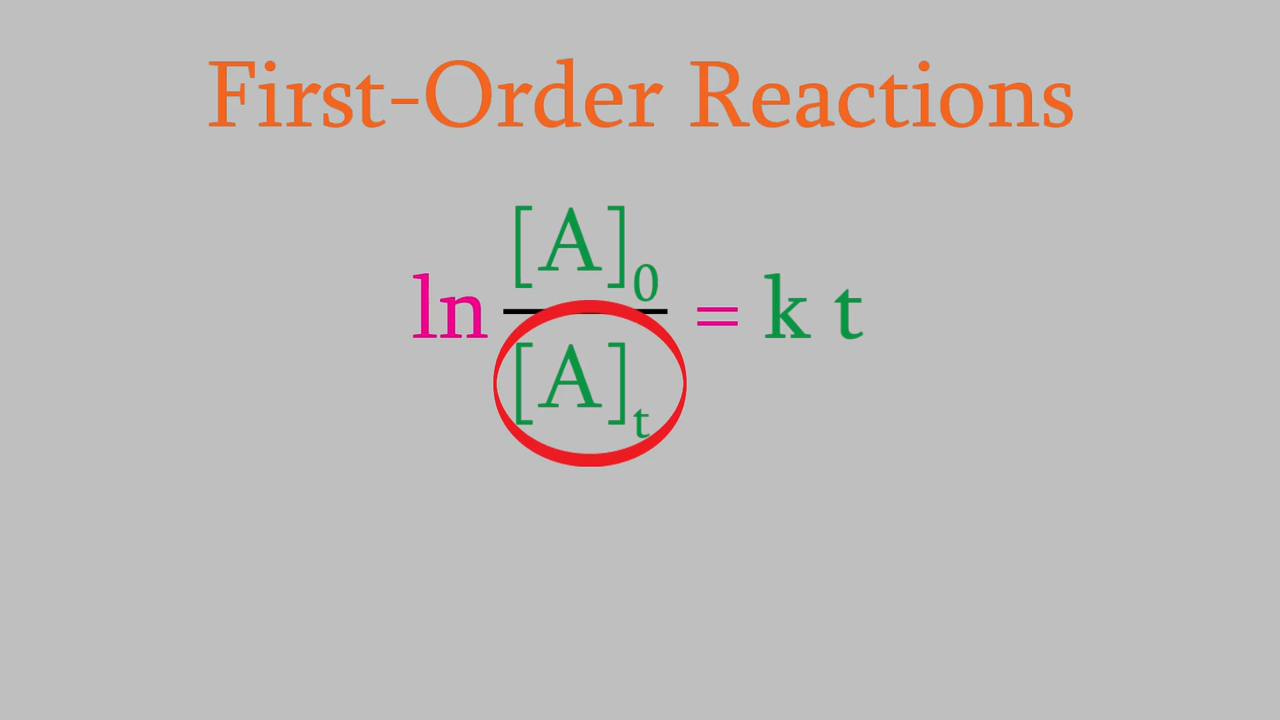 First-Order Reactions
[A]0
ln = k t
[A]t